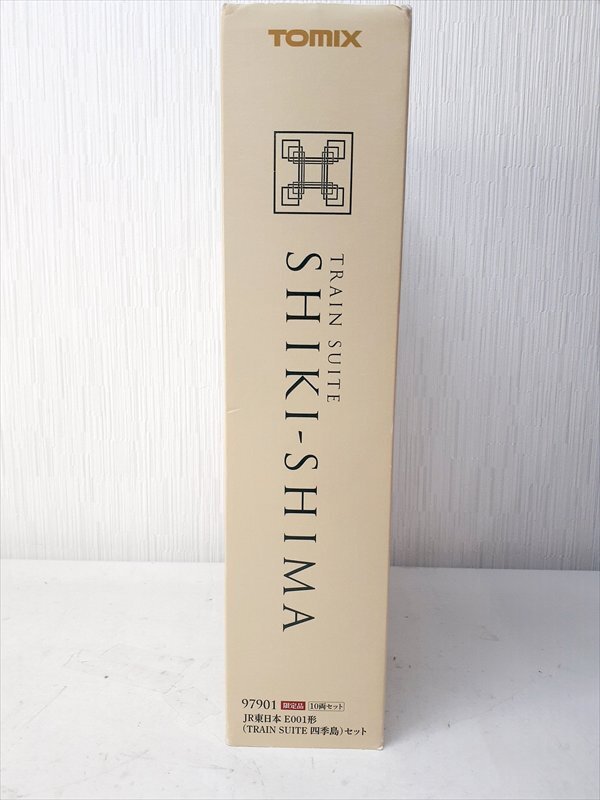 TOMIX
TRAIN SUITE
SHIKI-SHIMA
97901 限定品 10両セット
JR東日本 E001形
(TRAIN SUITE 四季島)セット